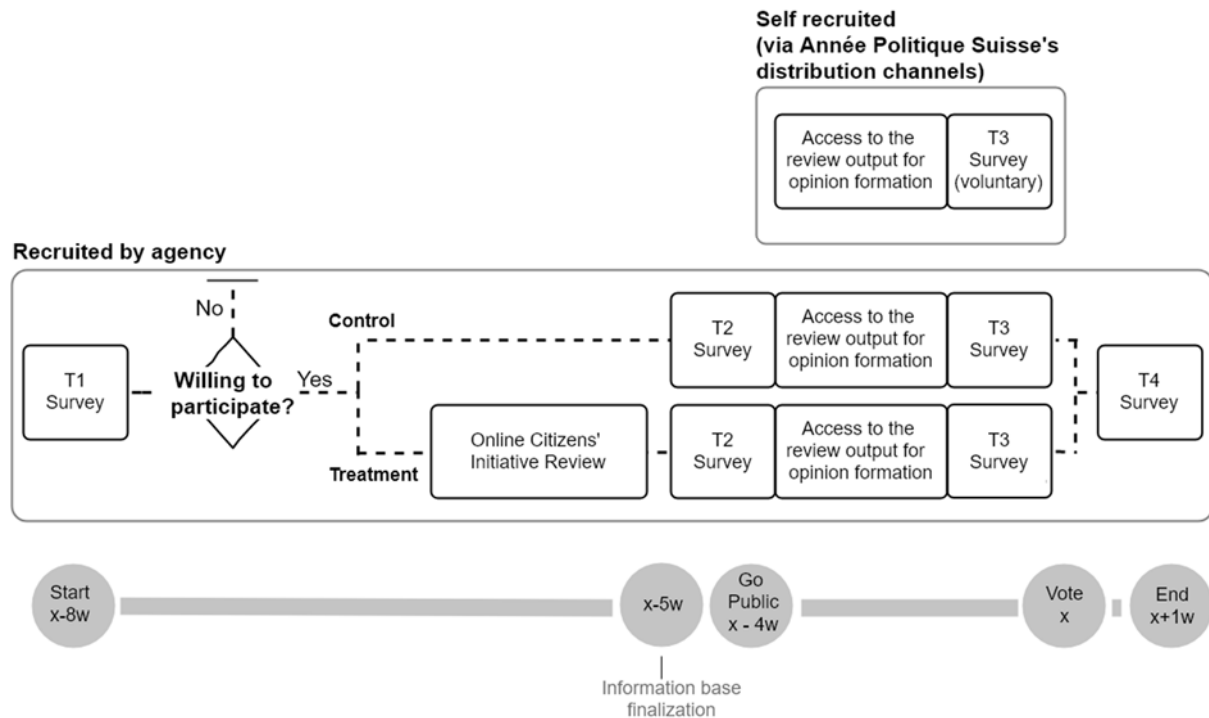 Self recruited
(via Année Politique Suisse's
distribution channels)
Access to the
review output for
opinion formation
T3
Survey
(voluntary)
Recruited by agency
No
Control
T1
Survey
Willing to
participate?
Yes
T2
Survey
Access to the
review output for
opinion formation
T3
Survey
T4
Survey
Treatment
Online Citizens'
Initiative Review
T2
Survey
Access to the
review output for
opinion formation
T3
Survey
Start
x-8w
x-5w
Go
Public
x - 4w
Vote
x
End
x+1w
Information base
finalization